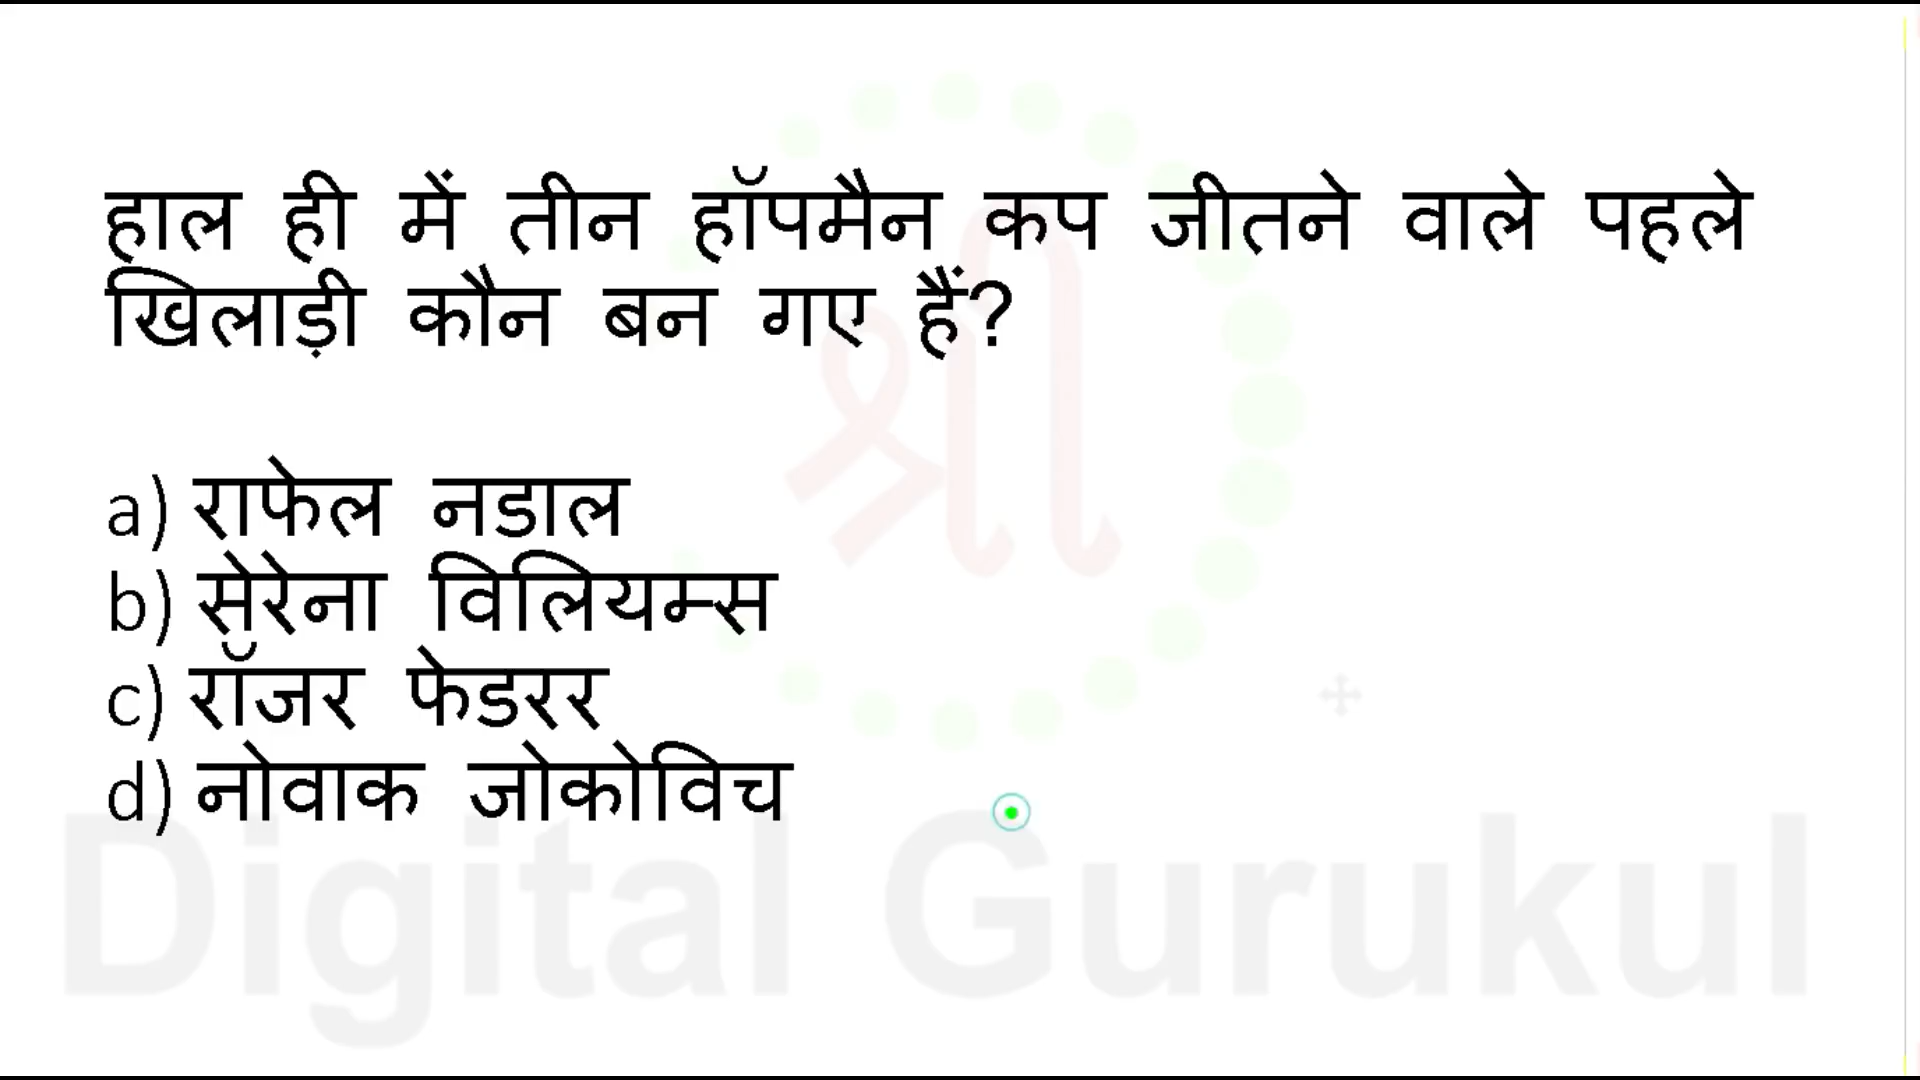 हाल ही में तीन हॉपमैन कप जीतने वाले पहले
खिलाड़ी कौन बन गए हैं?
a) राफेल नडाल
b) सेरेना विलियम्स
c) रॉजर फेडरर
d) नोवाक जोकोविच
श्री
Digital Gurukul